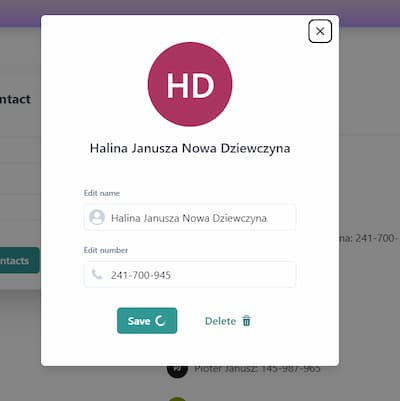 HD
Halina Janusza Nowa Dziewczyna
ntact
Edit name
Halina Janusza Nowa Dziewczyna
na: 241-700-
Edit number
241-700-945
ntacts
Save
Delete
Pioter Janusz: 145-987-965